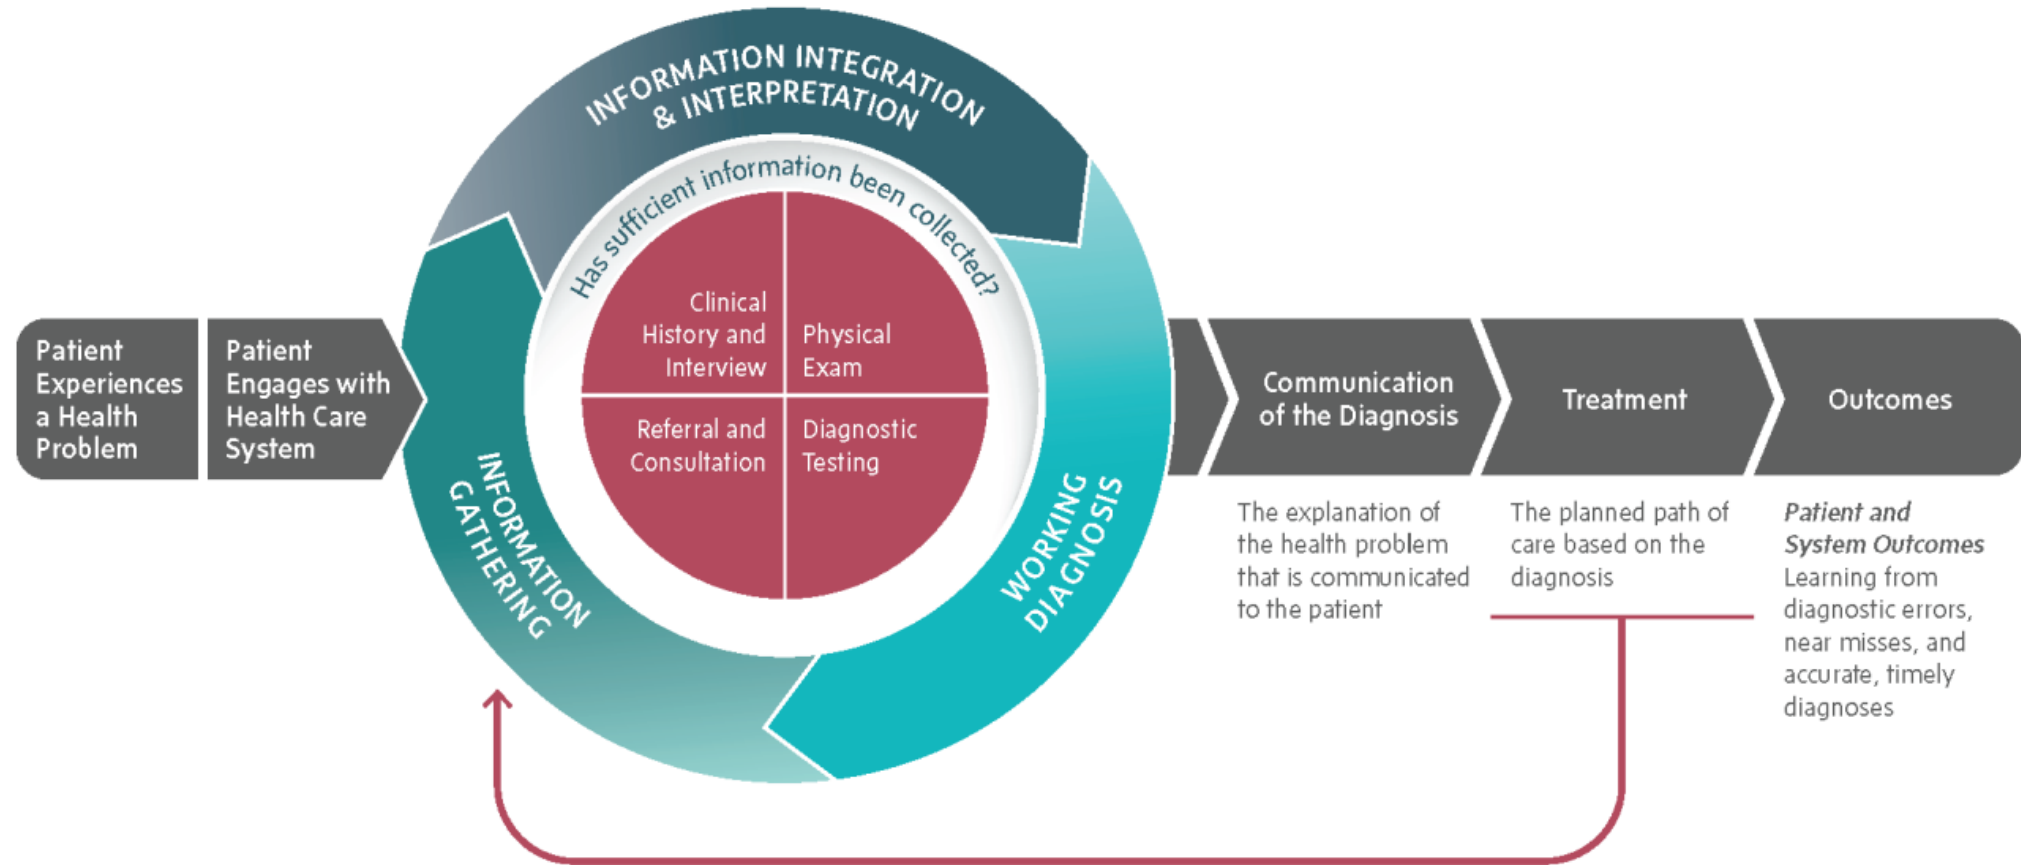 Patient
Experiences
a Health
Problem
Patient
Engages with
Health Care
System
INFORMATION INTEGRATION
& INTERPRETATION
Has sufficient information been collected?
Clinical
History and
Interview
Physical
Exam
Referral and
Consultation
Diagnostic
Testing
INFORMATION
GATHERING
WORKING
DIAGNOSIS
Communication
of the Diagnosis
The explanation of
the health problem
that is communicated
to the patient
Treatment
The planned path of
care based on the
diagnosis
Outcomes
Patient and
System Outcomes
Learning from
diagnostic errors,
near misses, and
accurate, timely
diagnoses